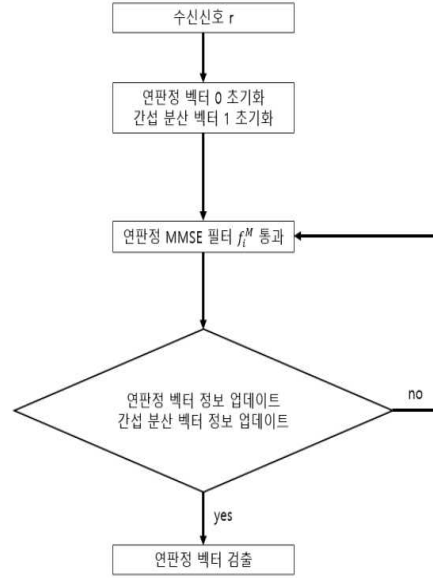 수신신호 r
연판정 벡터 0 초기화
간섭 분산 벡터 1 초기화
연판정 MMSE 필터 f_i^M 통과
연판정 벡터 정보 업데이트
간섭 분산 벡터 정보 업데이트
no
yes
연판정 벡터 검출